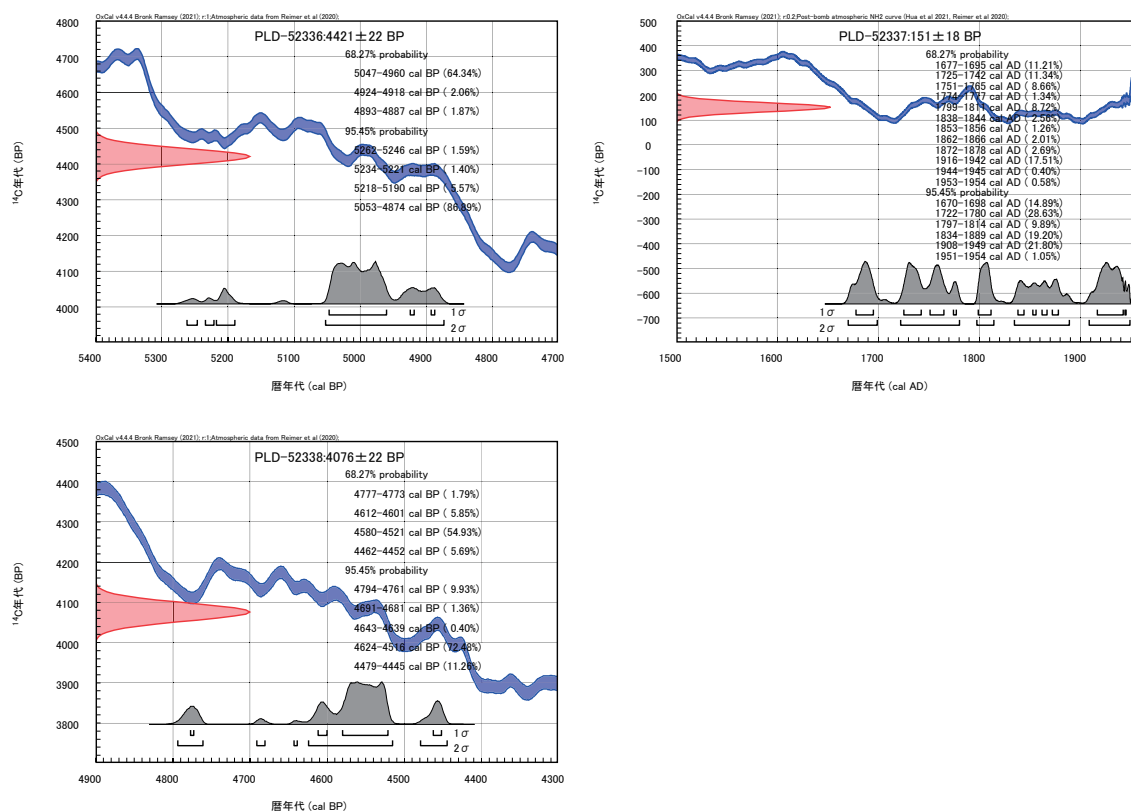 OxCal v4.4.4 Bronk Ramsey (2021); r:1;Atmospheric data from Reimer et al (2020);
PLD-52336:4421±22 BP
68.27% probability
5047-4960 cal BP (64.34%)
4924-4918 cal BP ( 2.06%)
4893-4887 cal BP ( 1.87%)
95.45% probability
5262-5246 cal BP ( 1.59%)
5234-5221 cal BP ( 1.40%)
5218-5190 cal BP ( 5.57%)
5053-4874 cal BP (86.89%)
4800
4700
4600
4500
4400
4300
4200
4100
4000
¹⁴C年代 (BP)
1σ
2σ
5400 5300 5200 5100 5000 4900 4800 4700
暦年代 (cal BP)
OxCal v4.4.4 Bronk Ramsey (2021); r:0.2;Post-bomb atmospheric NH2 curve (Hua et al 2021, Reimer et al 2020);
PLD-52337:151±18 BP
68.27% probability
1677-1695 cal AD (11.21%)
1725-1742 cal AD (11.34%)
1751-1765 cal AD ( 8.66%)
1774-1777 cal AD ( 1.34%)
1799-1811 cal AD ( 8.72%)
1838-1844 cal AD ( 2.56%)
1853-1856 cal AD ( 1.26%)
1862-1866 cal AD ( 2.01%)
1872-1878 cal AD ( 2.69%)
1916-1942 cal AD (17.51%)
1944-1945 cal AD ( 0.40%)
1953-1954 cal AD ( 0.58%)
95.45% probability
1670-1698 cal AD (14.89%)
1722-1780 cal AD (28.63%)
1797-1814 cal AD ( 9.89%)
1834-1889 cal AD (19.20%)
1908-1949 cal AD (21.80%)
1951-1954 cal AD ( 1.05%)
500
400
300
200
100
0
-100
-200
-300
-400
-500
-600
-700
¹⁴C年代 (BP)
1σ
2σ
1500 1600 1700 1800 1900
暦年代 (cal AD)
OxCal v4.4.4 Bronk Ramsey (2021); r:1;Atmospheric data from Reimer et al (2020);
PLD-52338:4076±22 BP
68.27% probability
4777-4773 cal BP ( 1.79%)
4612-4601 cal BP ( 5.85%)
4580-4521 cal BP (54.93%)
4462-4452 cal BP ( 5.69%)
95.45% probability
4794-4761 cal BP ( 9.93%)
4691-4681 cal BP ( 1.36%)
4643-4639 cal BP ( 0.40%)
4624-4516 cal BP (72.48%)
4479-4445 cal BP (11.26%)
4500
4400
4300
4200
4100
4000
3900
3800
¹⁴C年代 (BP)
1σ
2σ
4900 4800 4700 4600 4500 4400 4300
暦年代 (cal BP)